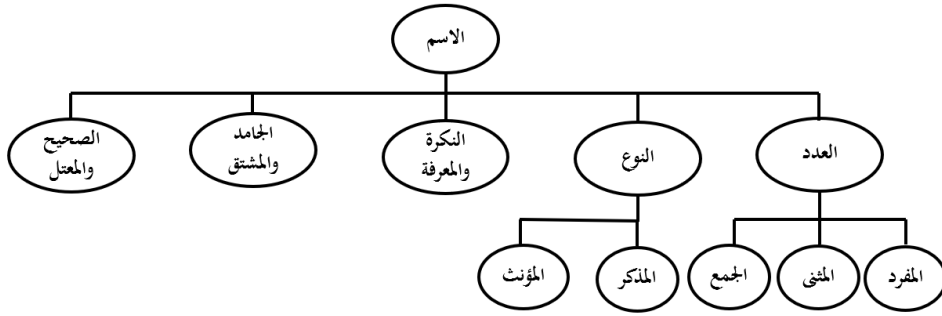 الاسم
العدد
النوع
النكرة
والمعرفة
الجامد
والمشتق
الصحيح
والمعتل
المفرد
المثنى
الجمع
المذكر
المؤنث